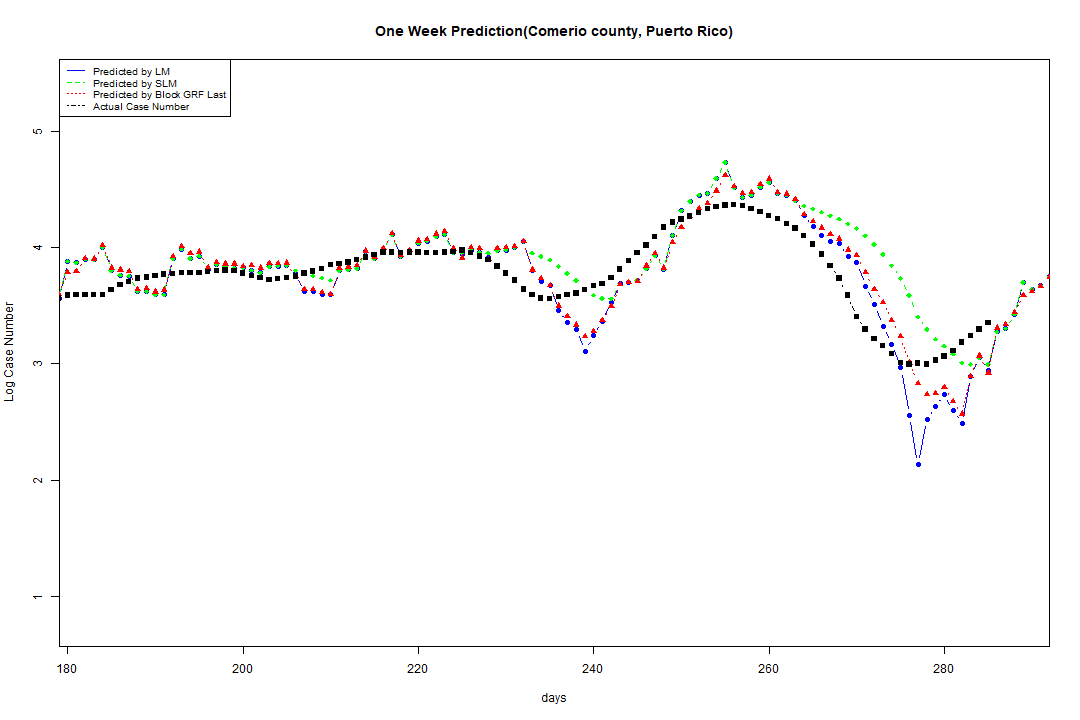 One Week Prediction(Comerio county, Puerto Rico)
Predicted by LM
Predicted by SLM
Predicted by Block GRF Last
Actual Case Number
5
4
3
2
1
Log Case Number
180 200 220 240 260 280
days